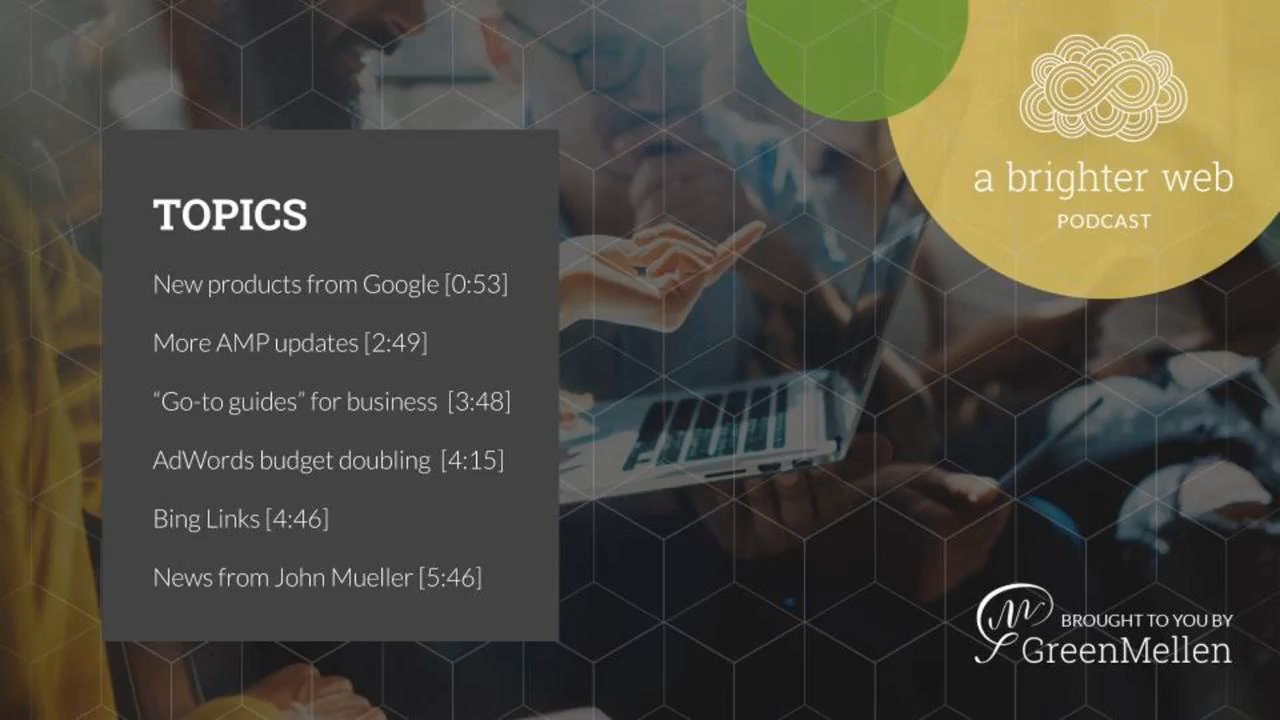 TOPICS
New products from Google [0:53]
More AMP updates [2:49]
“Go-to guides” for business [3:48]
AdWords budget doubling [4:15]
Bing Links [4:46]
News from John Mueller [5:46]
a brighter web
PODCAST
BROUGHT TO YOU BY
GreenMellen